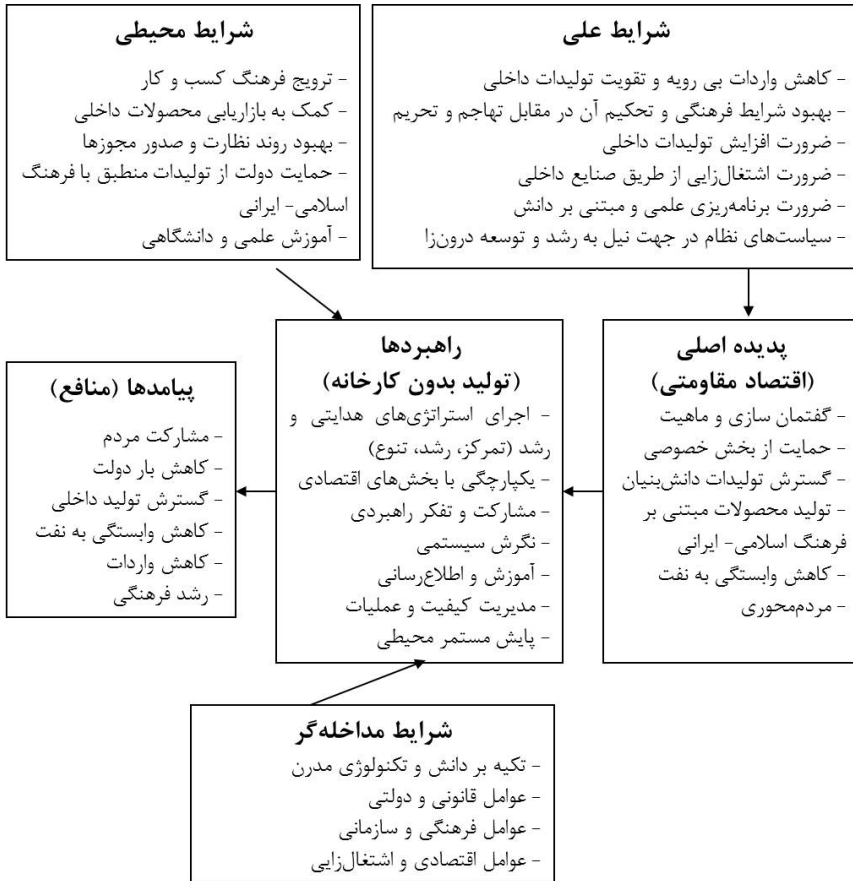 شرایط علی
- کاهش واردات بی رویه و تقویت تولیدات داخلی
- بهبود شرایط فرهنگی و تحکیم آن در مقابل تهاجم و تحریم
- ضرورت افزایش تولیدات داخلی
- ضرورت اشتغال‌زایی از طریق صنایع داخلی
- ضرورت برنامه‌ریزی علمی و مبتنی بر دانش
- سیاست‌های نظام در جهت نیل به رشد و توسعه درون‌زا
شرایط محیطی
- ترویج فرهنگ کسب و کار
- کمک به بازاریابی محصولات داخلی
- بهبود روند نظارت و صدور مجوزها
- حمایت دولت از تولیدات منطبق با فرهنگ
اسلامی- ایرانی
- آموزش علمی و دانشگاهی
پدیده اصلی
(اقتصاد مقاومتی)
- گفتمان سازی و ماهیت
- حمایت از بخش خصوصی
- گسترش تولیدات دانش‌بنیان
- تولید محصولات مبتنی بر
فرهنگ اسلامی- ایرانی
- کاهش وابستگی به نفت
- مردم‌محوری
راهبردها
(تولید بدون کارخانه)
- اجرای استراتژی‌های هدایتی و
رشد (تمرکز، رشد، تنوع)
- یکپارچگی با بخش‌های اقتصادی
- مشارکت و تفکر راهبردی
- نگرش سیستمی
- آموزش و اطلاع‌رسانی
- مدیریت کیفیت و عملیات
- پایش مستمر محیطی
پیامدها (منافع)
- مشارکت مردم
- کاهش بار دولت
- گسترش تولید داخلی
- کاهش وابستگی به نفت
- کاهش واردات
- رشد فرهنگی
شرایط مداخله‌گر
- تکیه بر دانش و تکنولوژی مدرن
- عوامل قانونی و دولتی
- عوامل فرهنگی و سازمانی
- عوامل اقتصادی و اشتغال‌زایی